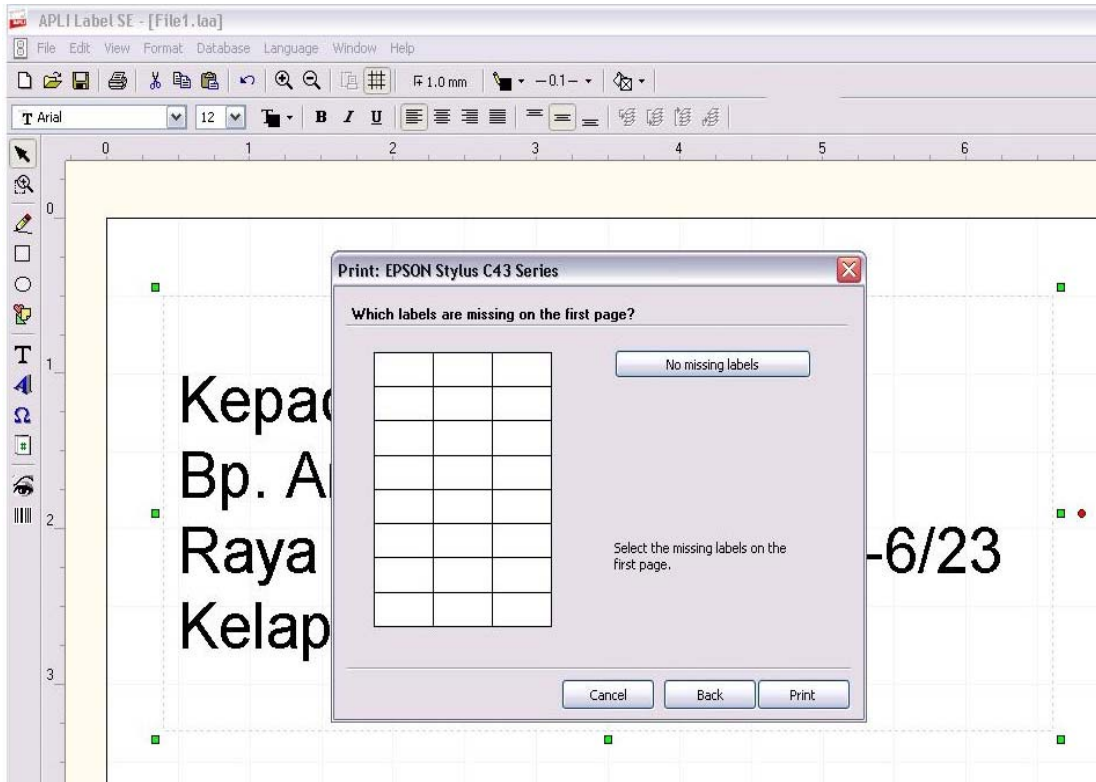 APLI Label SE - [File1.laa]
File Edit View Format Database Language Window Help
1.0 mm -0.1-
T Arial 12 B I U
0 1 2 3 4 5 6
0
1
2
3
Print: EPSON Stylus C43 Series
Which labels are missing on the first page?
No missing labels
Select the missing labels on the
first page.
Cancel Back Print
Bp.
Raya -6/23
T
A
Ω
#